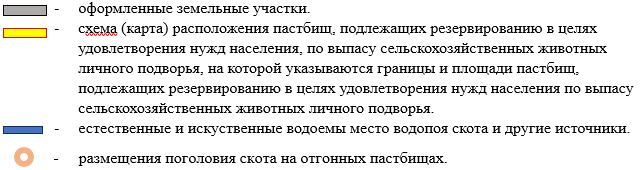 - оформленные земельные участки.
- схема (карта) расположения пастбищ, подлежащих резервированию в целях
удовлетворения нужд населения, по выпасу сельскохозяйственных животных
личного подворья, на которой указываются границы и площади пастбищ,
подлежащих резервированию в целях удовлетворения нужд населения по выпасу
сельскохозяйственных животных личного подворья.
- естественные и искуственные водоемы место водопоя скота и другие источники.
- размещения поголовия скота на отгонных пастбищах.